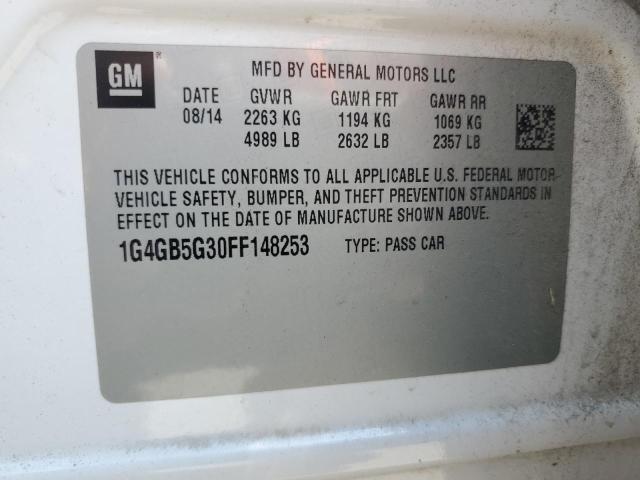 GM
MFD BY GENERAL MOTORS LLC
DATE GVWR GAWR FRT GAWR RR
08/14 2263 KG 1194 KG 1069 KG
4989 LB 2632 LB 2357 LB
THIS VEHICLE CONFORMS TO ALL APPLICABLE U.S. FEDERAL MOTOR
VEHICLE SAFETY, BUMPER, AND THEFT PREVENTION STANDARDS IN
EFFECT ON THE DATE OF MANUFACTURE SHOWN ABOVE.
1G4GB5G30FF148253 TYPE: PASS CAR